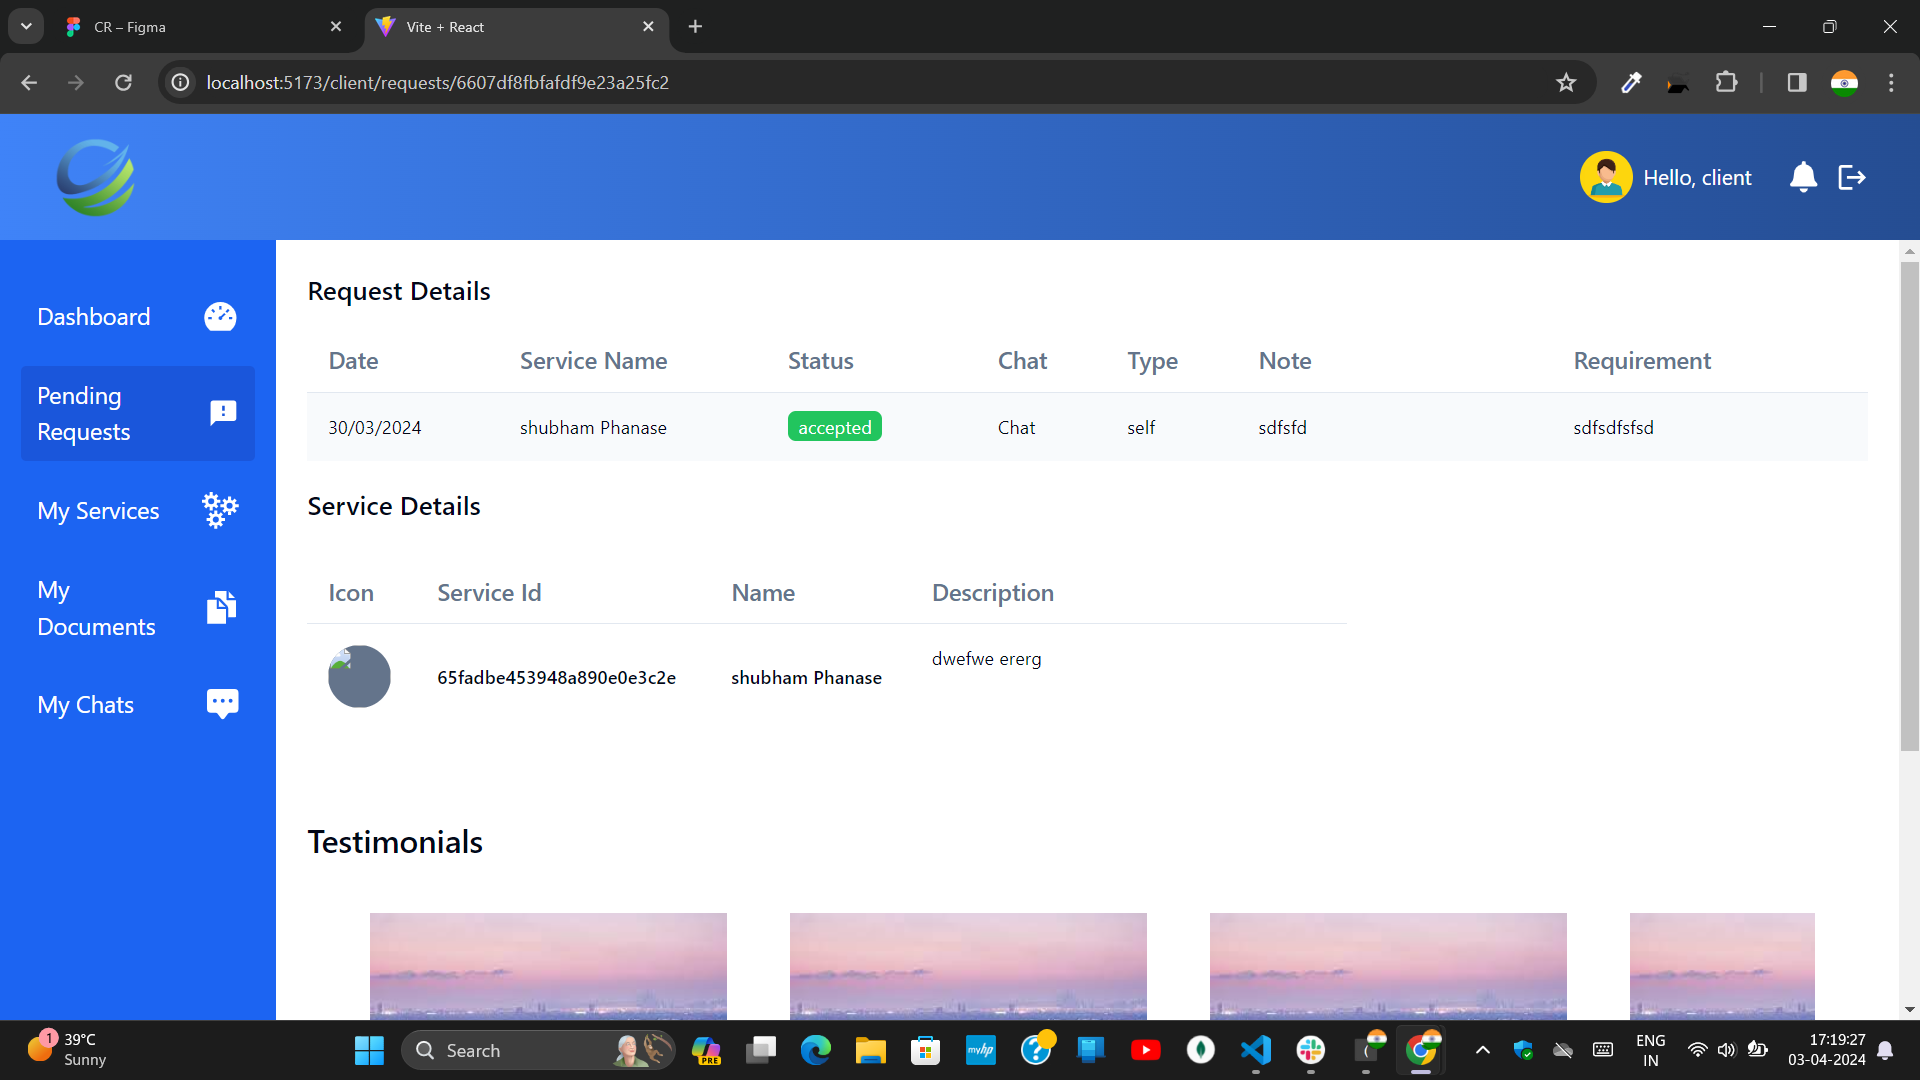 CR – Figma
Vite + React
localhost:5173/client/requests/6607df8fbfafdf9e23a25fc2
Hello, client
Dashboard
Pending
Requests
My Services
My
Documents
My Chats
Request Details
Date Service Name Status Chat Type Note Requirement
30/03/2024 shubham Phanase accepted Chat self sdfsfd sdfsdfsfsd
Service Details
Icon Service Id Name Description
65fadbe453948a890e0e3c2e shubham Phanase dwefwe ererg
Testimonials
1
39°C
Sunny
Search
PRE
myhp
ENG
IN
17:19:27
03-04-2024